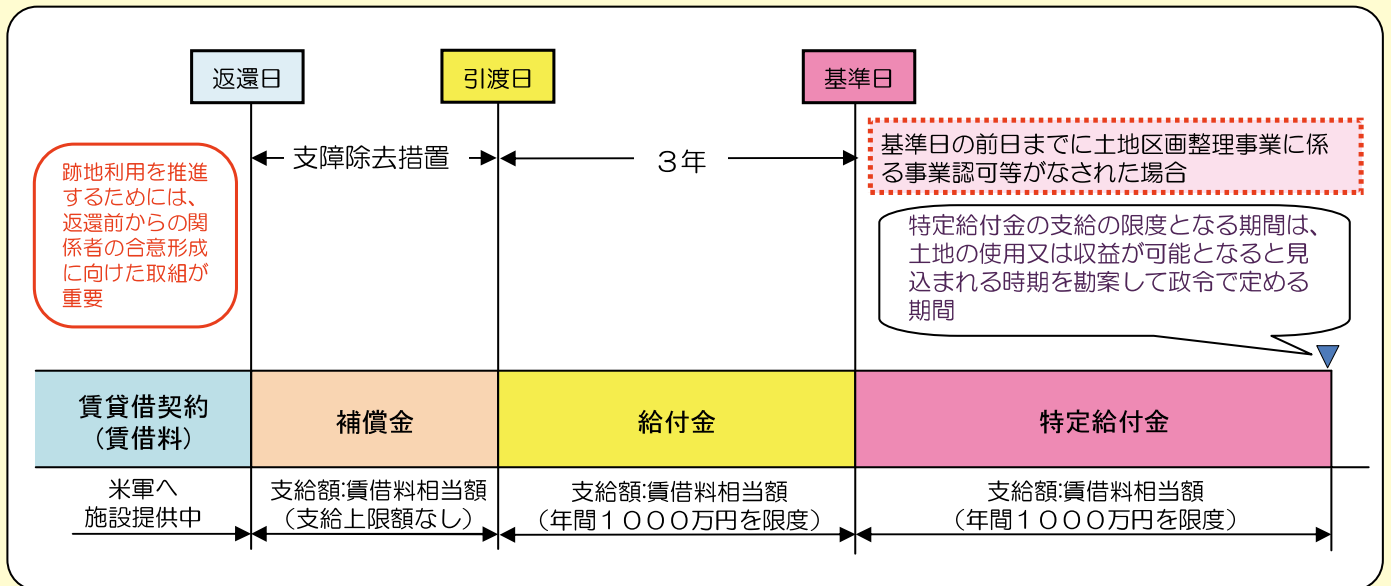 返還日
引渡日
基準日
支障除去措置
３年
基準日の前日までに土地区画整理事業に係
る事業認可等がなされた場合
跡地利用を推進
するためには、
返還前からの関
係者の合意形成
に向けた取組が
重要
特定給付金の支給の限度となる期間は、
土地の使用又は収益が可能となると見
込まれる時期を勘案して政令で定める
期間
賃貸借契約
（賃借料）
補償金
給付金
特定給付金
米軍へ
施設提供中
支給額:賃借料相当額
（支給上限額なし）
支給額:賃借料相当額
（年間１０００万円を限度）
支給額:賃借料相当額
（年間１０００万円を限度）